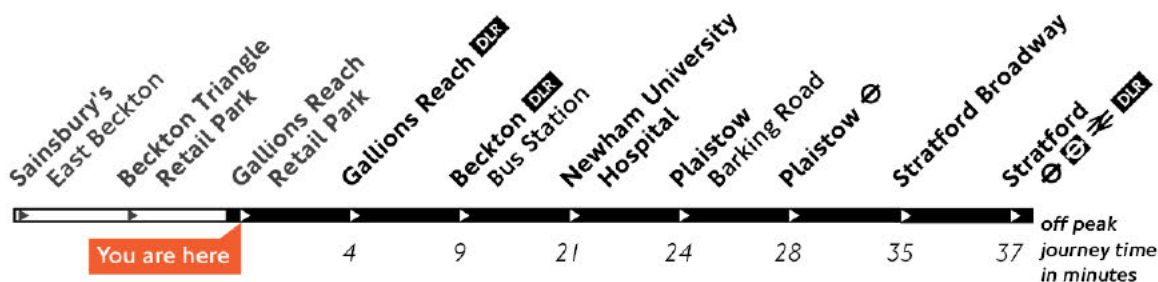 Sainsbury's
East Beckton
Beckton Triangle
Retail Park
Gallions Reach
Retail Park
Gallions Reach DLR
Beckton DLR
Bus Station
Newham University
Hospital
Plaistow
Barking Road
Plaistow
Stratford Broadway
Stratford
DLR
You are here
4 9 21 24 28 35 37
off peak
journey time
in minutes